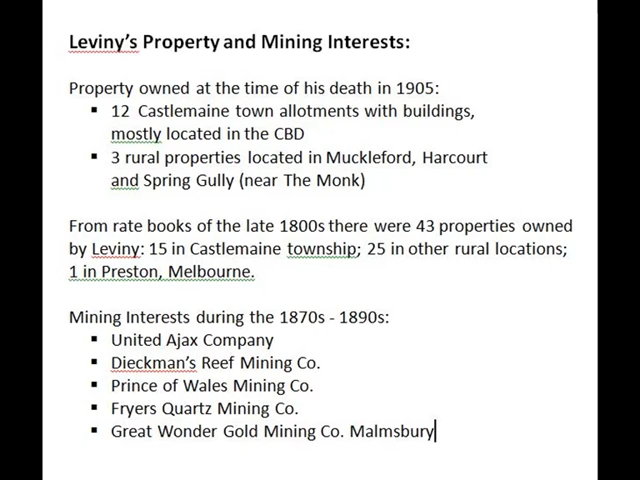 Leviny's Property and Mining Interests:
Property owned at the time of his death in 1905:
▪ 12 Castlemaine town allotments with buildings,
mostly located in the CBD
▪ 3 rural properties located in Muckleford, Harcourt
and Spring Gully (near The Monk)
From rate books of the late 1800s there were 43 properties owned
by Leviny: 15 in Castlemaine township; 25 in other rural locations;
1 in Preston, Melbourne.
Mining Interests during the 1870s - 1890s:
▪ United Ajax Company
▪ Dieckman's Reef Mining Co.
▪ Prince of Wales Mining Co.
▪ Fryers Quartz Mining Co.
▪ Great Wonder Gold Mining Co. Malmsbury